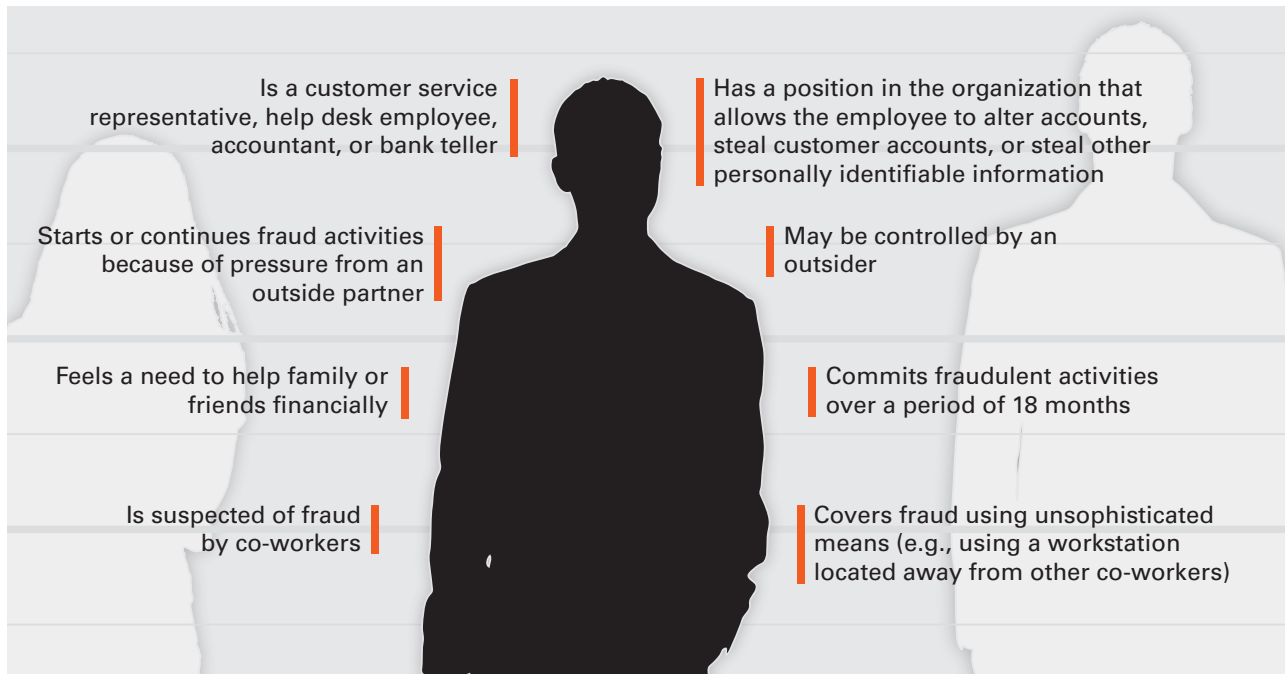 Is a customer service
representative, help desk employee,
accountant, or bank teller
Has a position in the organization that
allows the employee to alter accounts,
steal customer accounts, or steal other
personally identifiable information
Starts or continues fraud activities
because of pressure from an
outside partner
May be controlled by an
outsider
Feels a need to help family or
friends financially
Commits fraudulent activities
over a period of 18 months
Is suspected of fraud
by co-workers
Covers fraud using unsophisticated
means (e.g., using a workstation
located away from other co-workers)